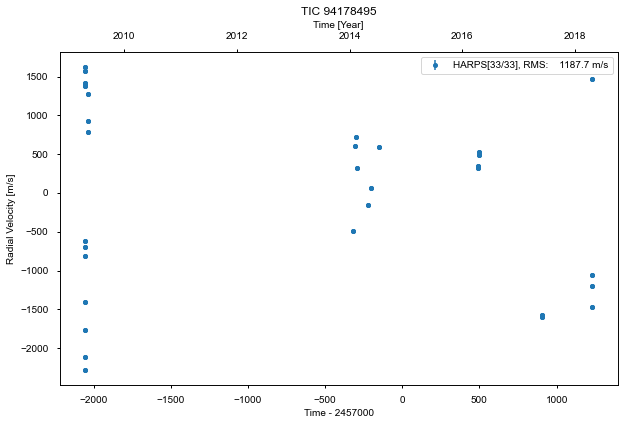 TIC 94178495
Time [Year]
2010 2012 2014 2016 2018
HARPS[33/33], RMS: 1187.7 m/s
Radial Velocity [m/s]
1500
1000
500
0
−500
−1000
−1500
−2000
−2000 −1500 −1000 −500 0 500 1000
Time - 2457000